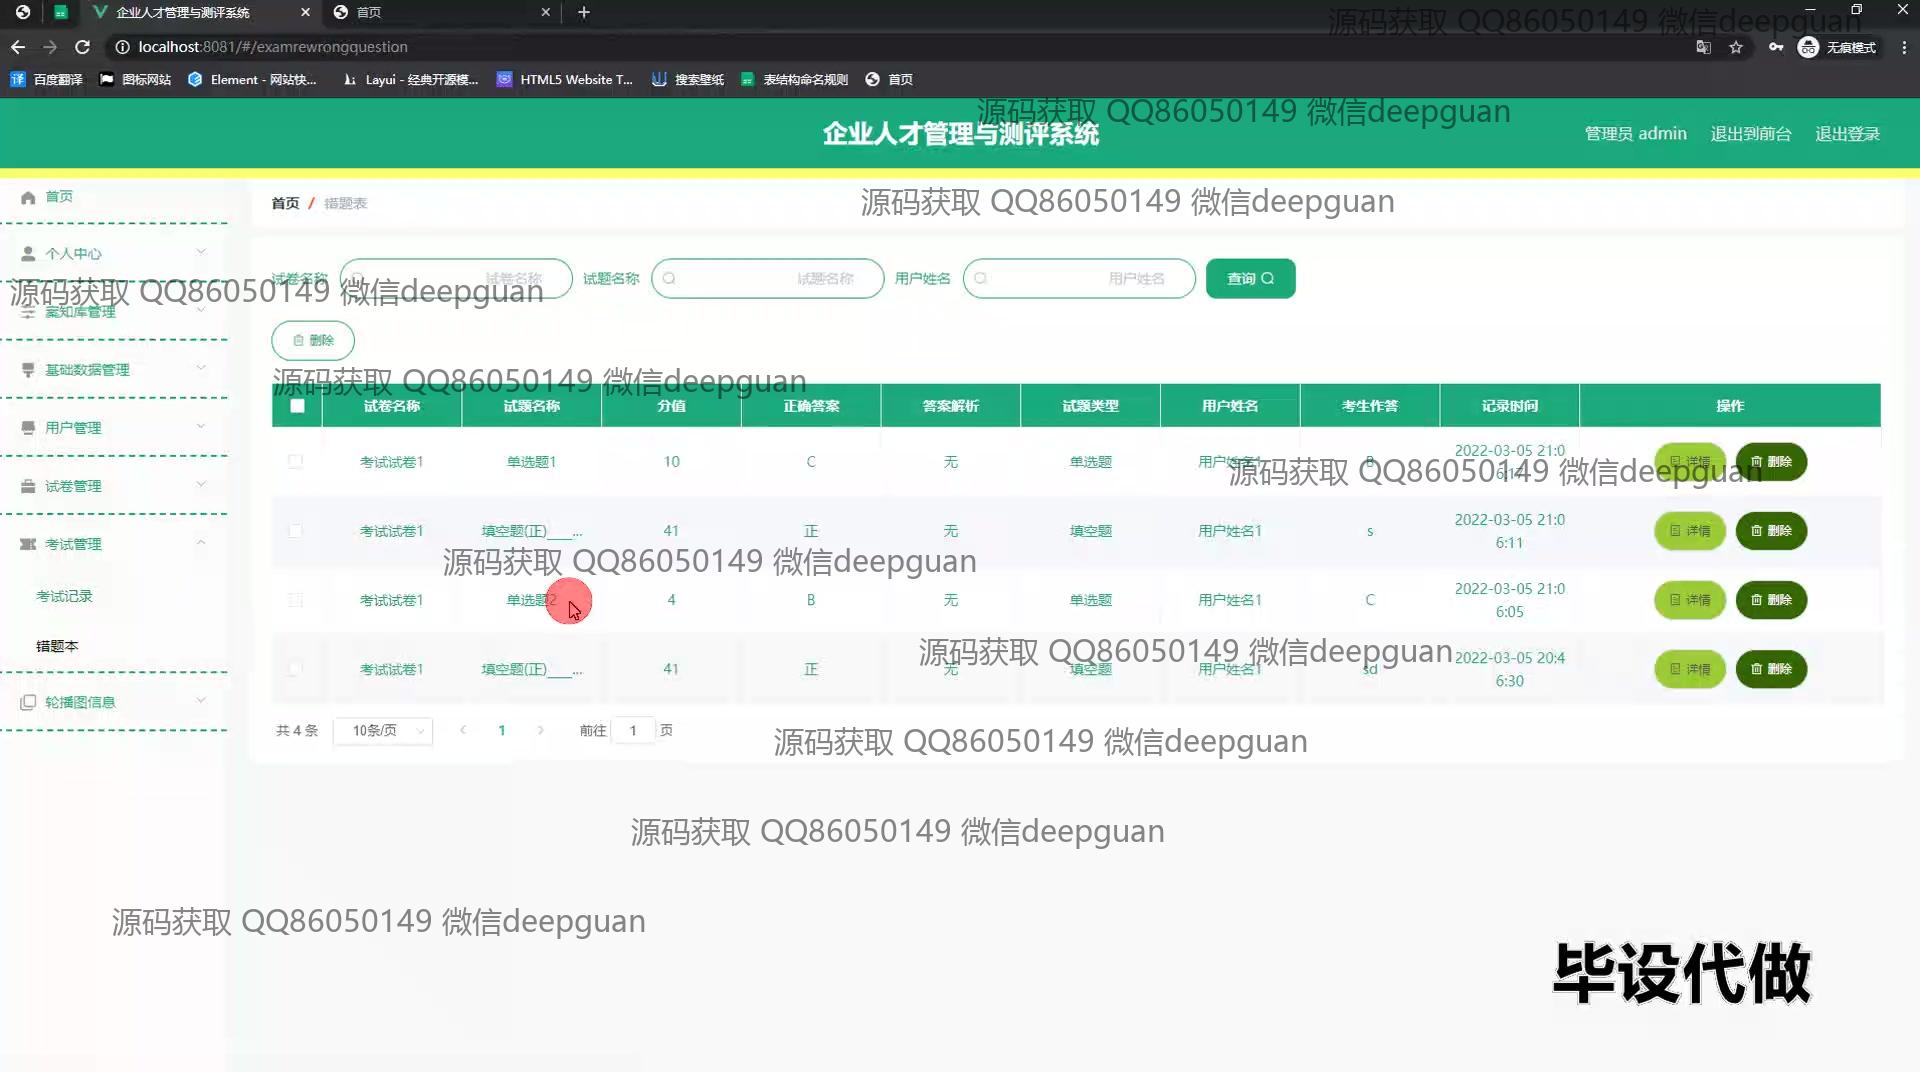 企业人才管理与测评系统
首页
localhost:8081/#/examrewrongquestion
无痕模式
百度翻译
图标网站
Element - 网站快...
Layui - 经典开源模...
HTML5 Website T...
搜索壁纸
表结构命名规则
首页
源码获取 QQ86050149 微信deepguan
源码获取 QQ86050149 微信deepguan
企业人才管理与测评系统
管理员 admin
退出到前台
退出登录
首页
个人中心
基础数据管理
用户管理
试卷管理
考试管理
考试记录
错题本
轮播图信息
首页 / 错题表
源码获取 QQ86050149 微信deepguan
试卷名称 试卷名称 试题名称 试题名称 用户姓名 用户姓名 查询
源码获取 QQ86050149 微信deepguan
删除
源码获取 QQ86050149 微信deepguan
试卷名称 试题名称 分值 正确答案 答案解析 试题类型 用户姓名 考生作答 记录时间 操作
考试试卷1 单选题1 10 C 无 单选题 用户姓名1 B 2022-03-05 21:0 详情 删除
源码获取 QQ86050149 微信deepguan
考试试卷1 填空题(正)____... 41 正 无 填空题 用户姓名1 s 2022-03-05 21:0
6:11 详情 删除
源码获取 QQ86050149 微信deepguan
考试试卷1 单选题2 4 B 无 单选题 用户姓名1 C 2022-03-05 21:0
6:05 详情 删除
源码获取 QQ86050149 微信deepguan
考试试卷1 填空题(正)____... 41 正 无 填空题 用户姓名1 sd 2022-03-05 20:4
6:30 详情 删除
共 4 条 10条/页 1 前往 1 页
源码获取 QQ86050149 微信deepguan
源码获取 QQ86050149 微信deepguan
源码获取 QQ86050149 微信deepguan
毕设代做